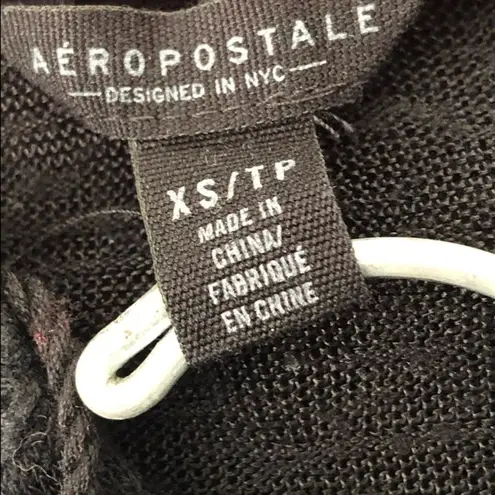 AÉROPOSTALE
DESIGNED IN NYC
XS/TP
MADE IN
CHINA/
FABRIQUÉ
EN CHINE